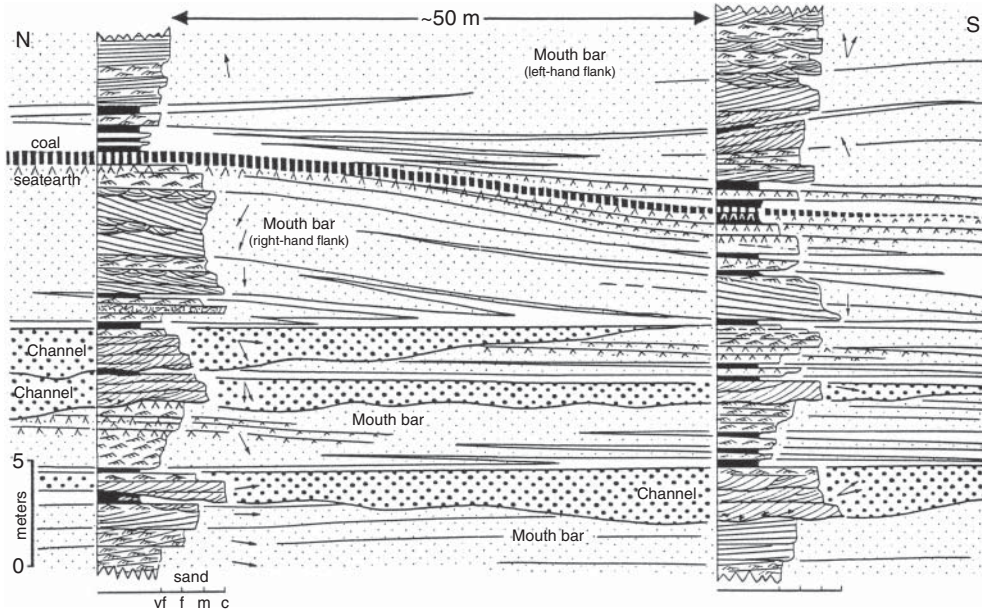 N
~50 m
S
Mouth bar
(left-hand flank)
coal
seatearth
Mouth bar
(right-hand flank)
Channel
Channel
Mouth bar
5
Channel
meters
Mouth bar
0
sand
vf f m c